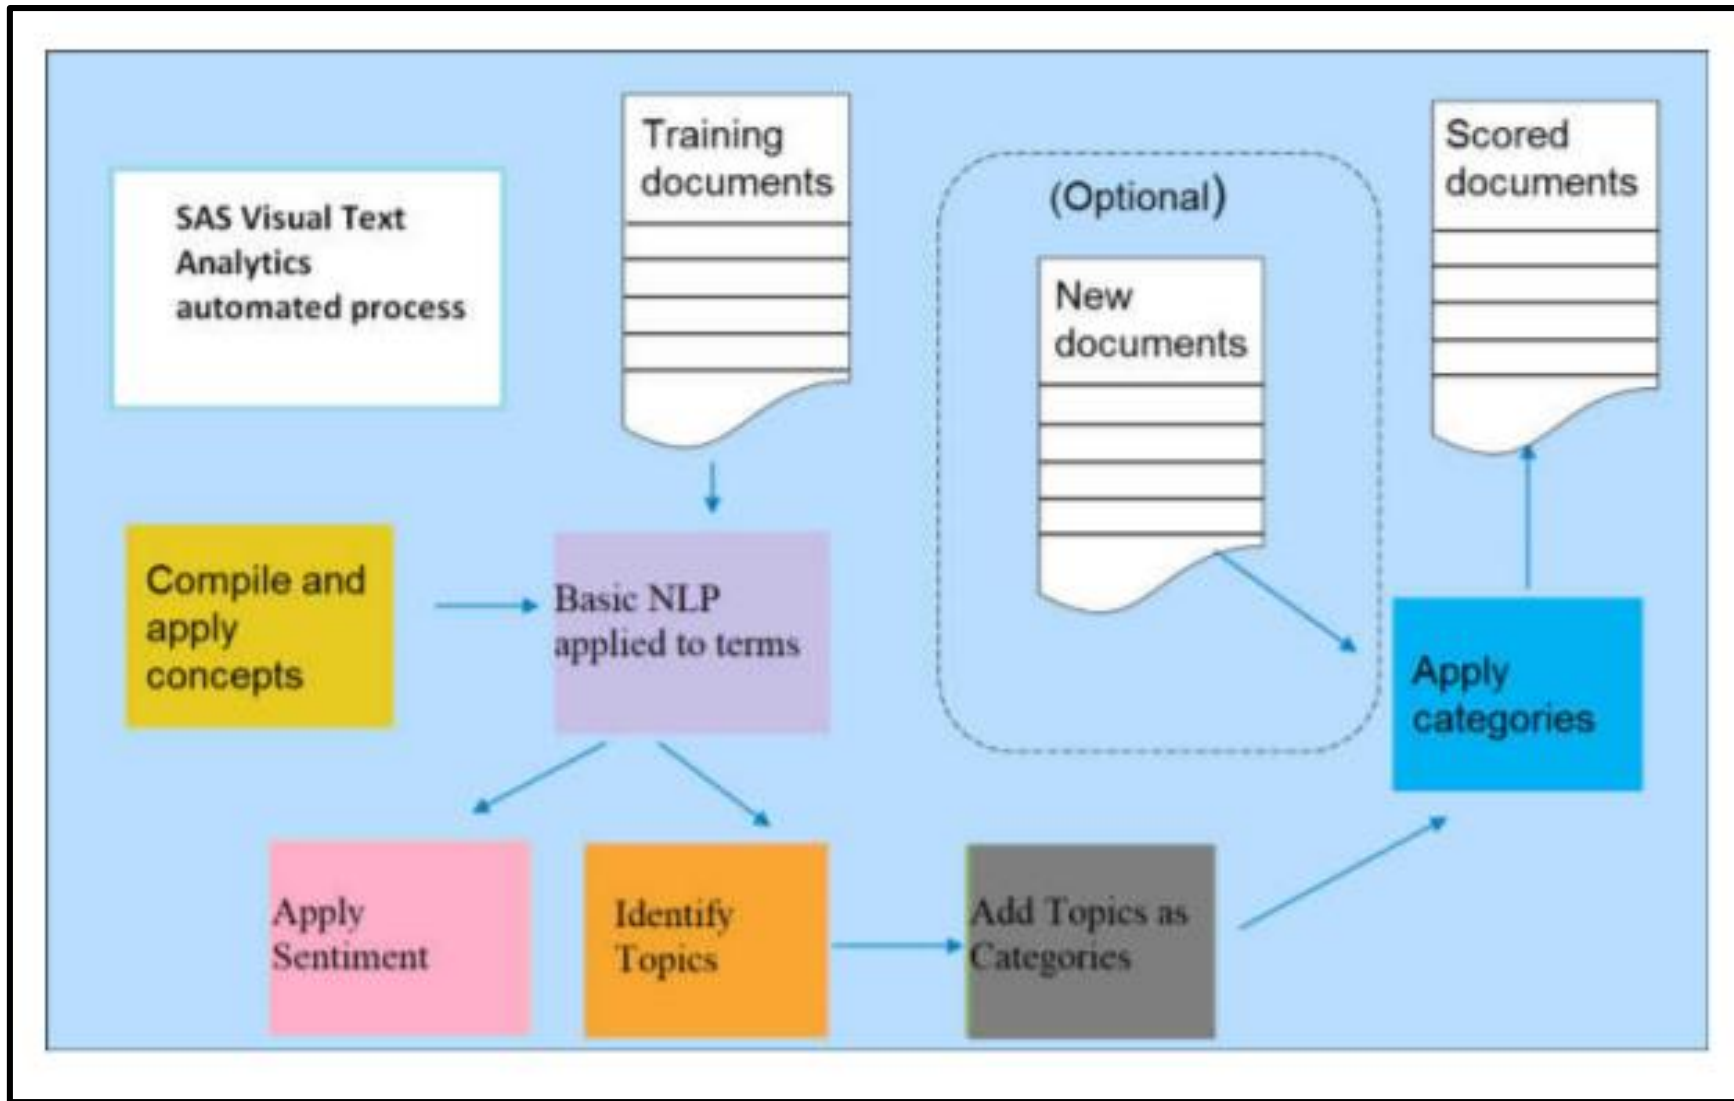 SAS Visual Text
Analytics
automated process
Training
documents
(Optional)
New
documents
Scored
documents
Compile and
apply
concepts
Basic NLP
applied to terms
Apply
categories
Apply
Sentiment
Identify
Topics
Add Topics as
Categories